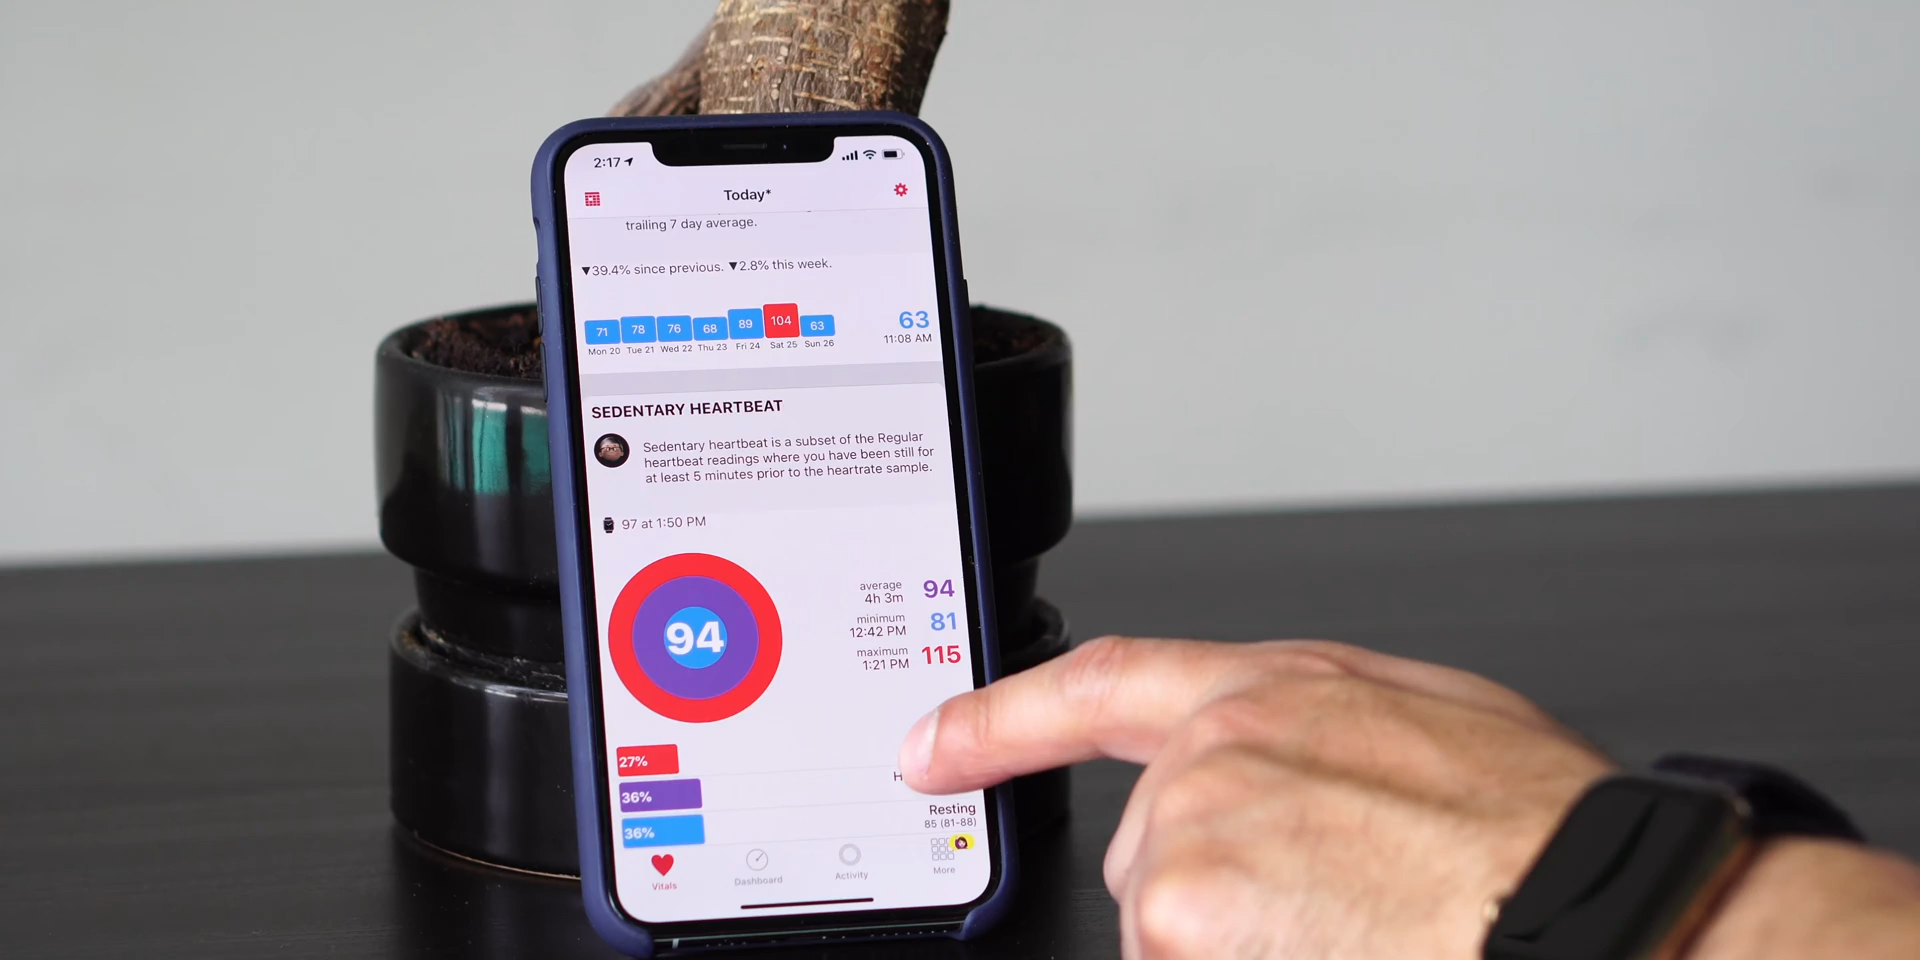 2:17
Today*
trailing 7 day average.
▼39.4% since previous. ▼2.8% this week.
71 78 76 68 89 104 63
Mon 20 Tue 21 Wed 22 Thu 23 Fri 24 Sat 25 Sun 26
63
11:08 AM
SEDENTARY HEARTBEAT
Sedentary heartbeat is a subset of the Regular
heartbeat readings where you have been still for
at least 5 minutes prior to the heartrate sample.
97 at 1:50 PM
94
average
4h 3m
94
minimum
12:42 PM
81
maximum
1:21 PM
115
27%
36%
Resting
85 (81-88)
36%
Vitals
Dashboard
Activity
More